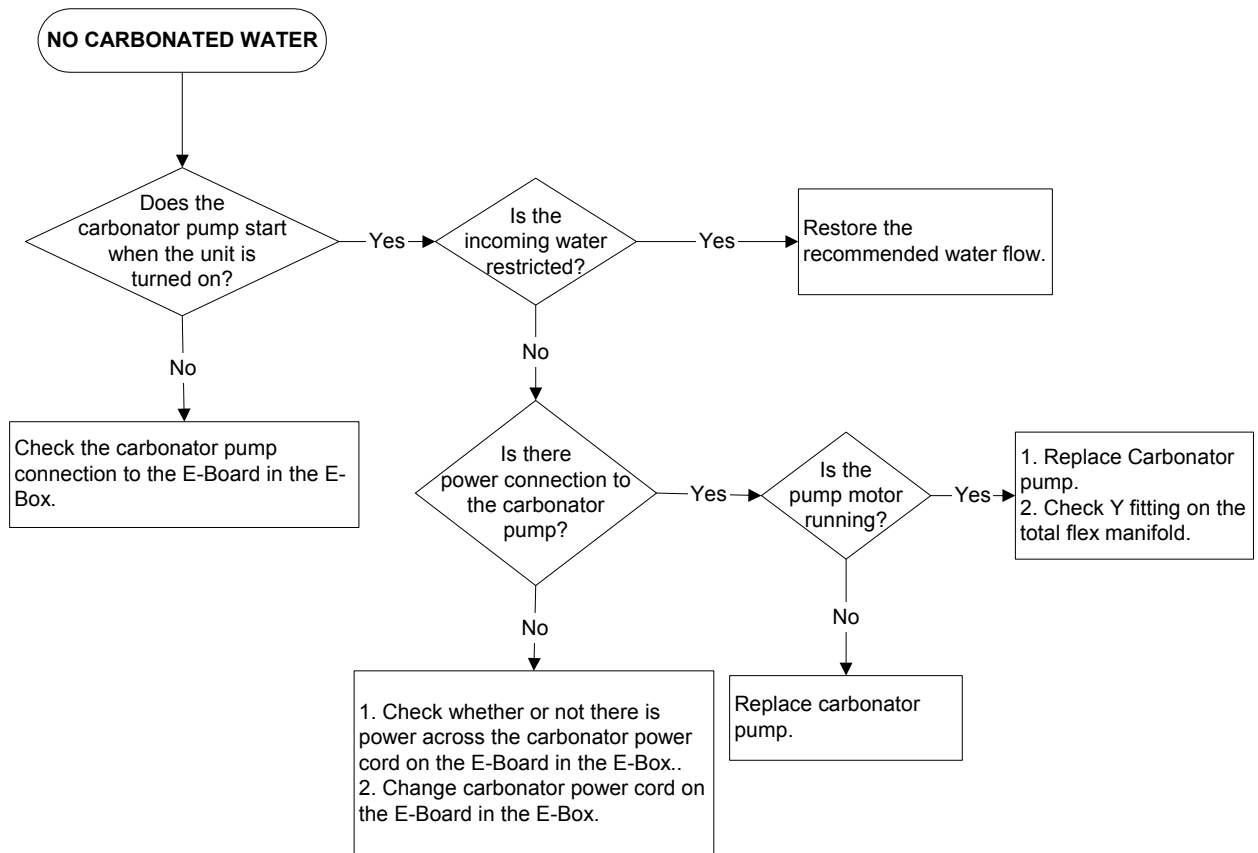 NO CARBONATED WATER
Does the
carbonator pump start
when the unit is
turned on?
Yes
Is the
incoming water
restricted?
Yes
Restore the
recommended water flow.
No
No
Check the carbonator pump
connection to the E-Board in the E-
Box.
Is there
power connection to
the carbonator
pump?
Yes
Is the
pump motor
running?
Yes
1. Replace Carbonator
pump.
2. Check Y fitting on the
total flex manifold.
No
No
1. Check whether or not there is
power across the carbonator power
cord on the E-Board in the E-Box..
2. Change carbonator power cord on
the E-Board in the E-Box.
Replace carbonator
pump.